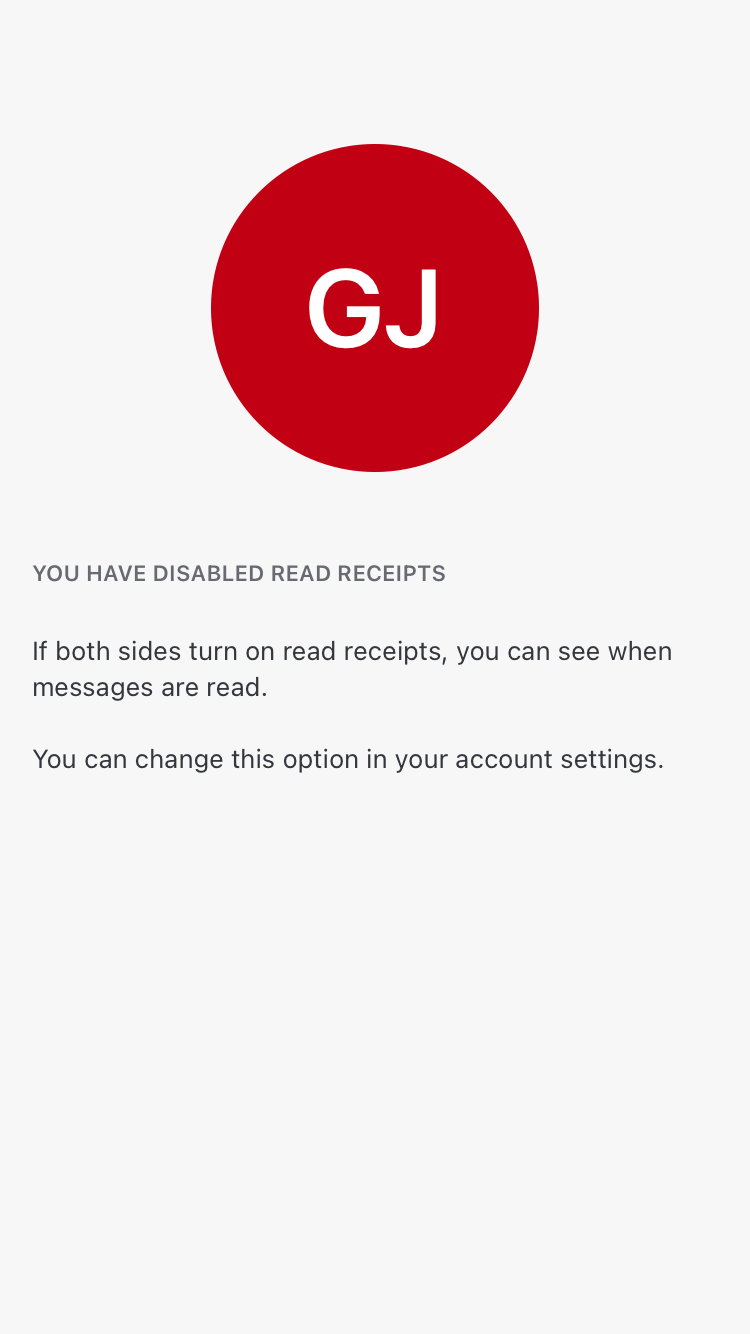 GJ
YOU HAVE DISABLED READ RECEIPTS
If both sides turn on read receipts, you can see when
messages are read.
You can change this option in your account settings.